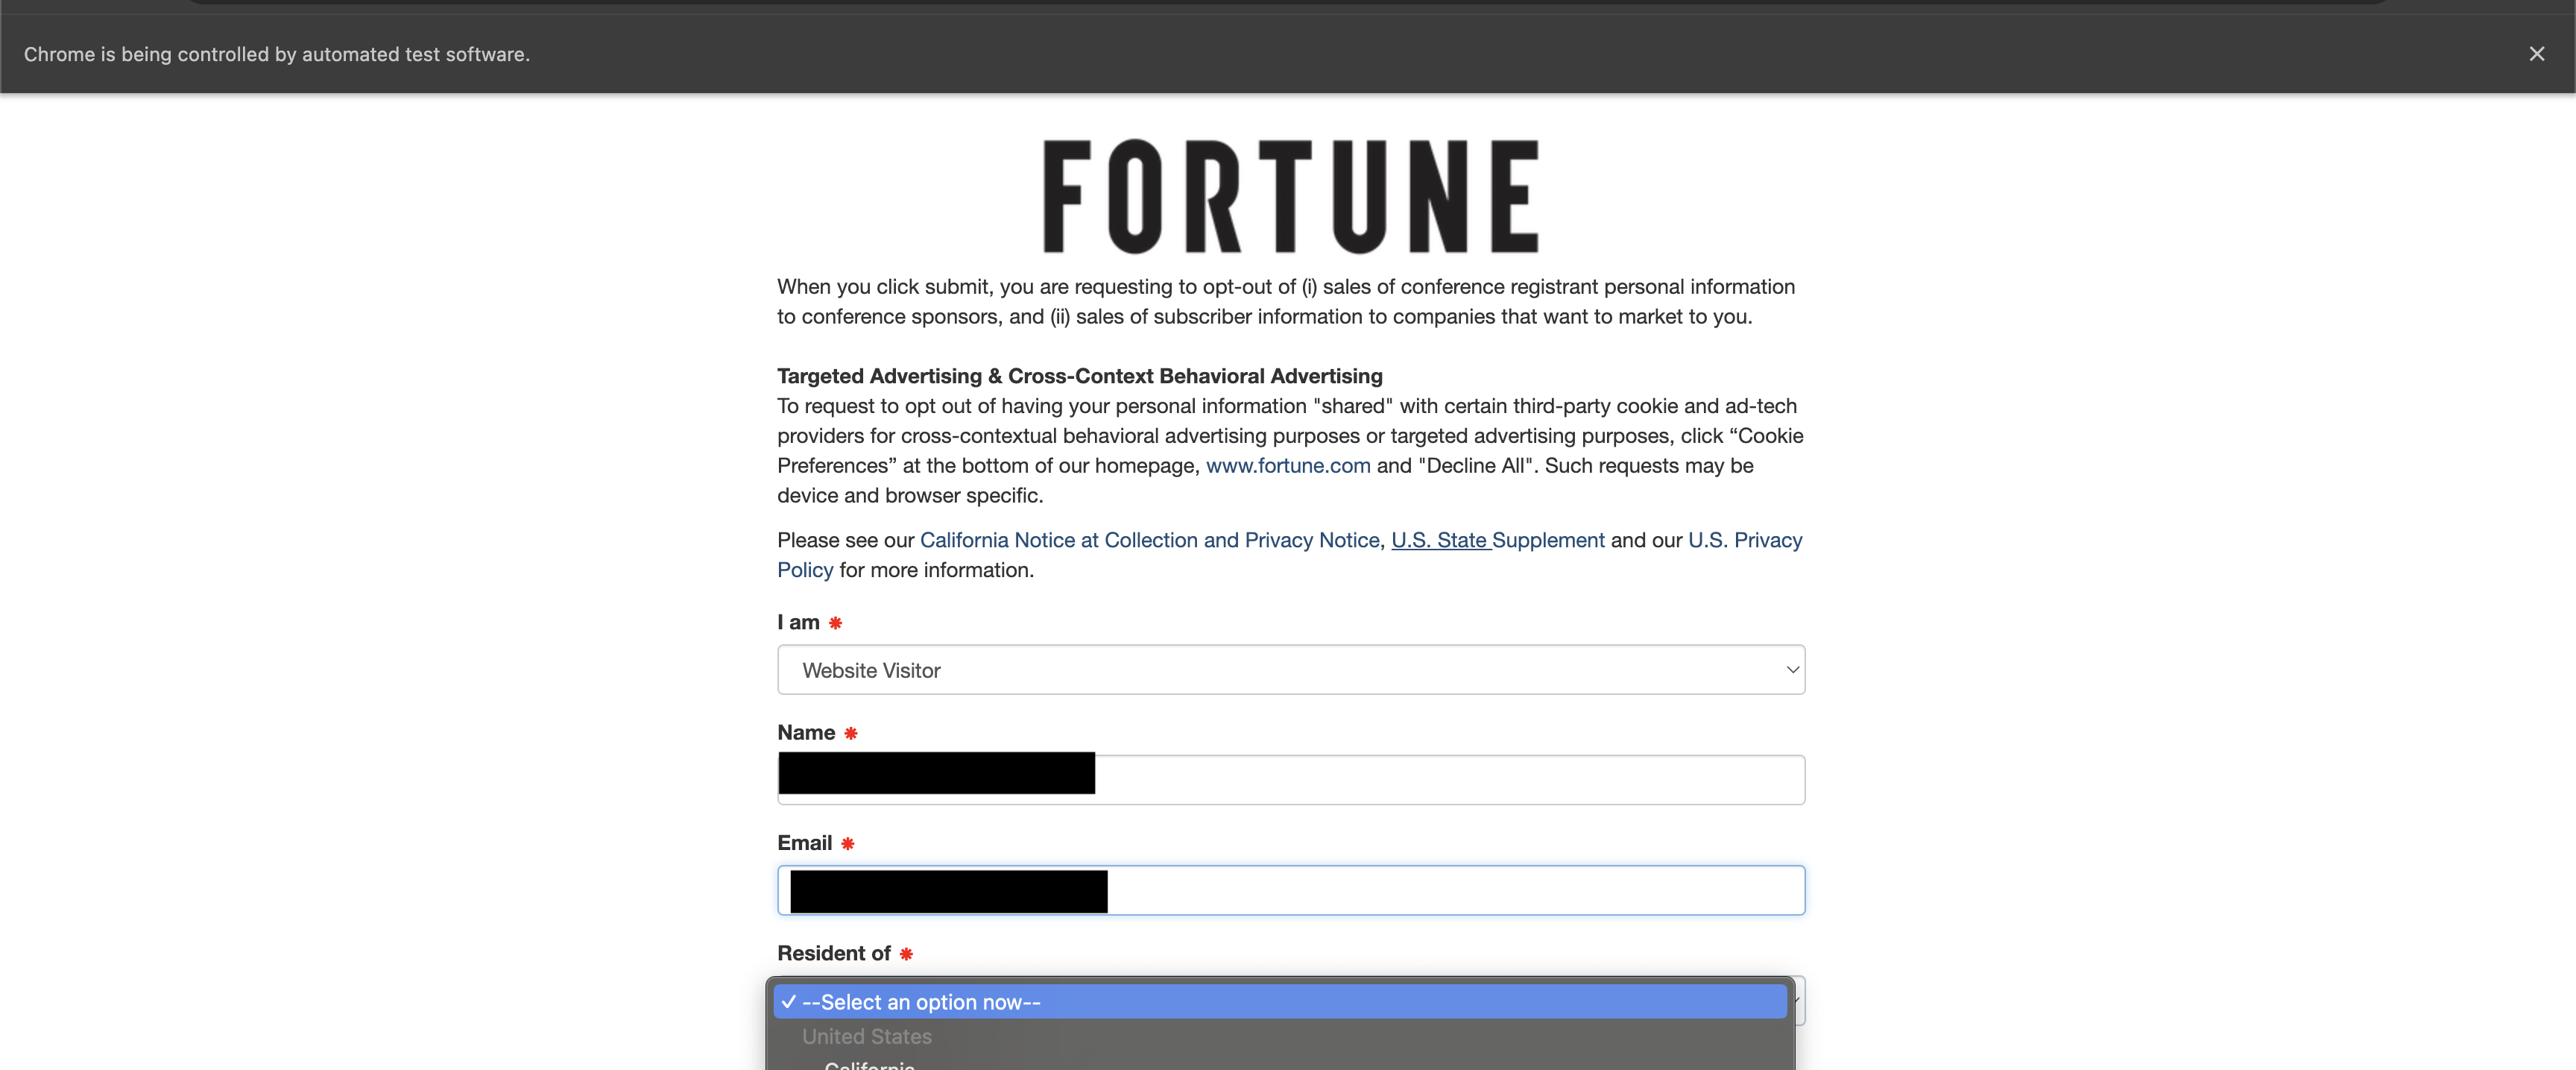 Chrome is being controlled by automated test software.
FORTUNE
When you click submit, you are requesting to opt-out of (i) sales of conference registrant personal information
to conference sponsors, and (ii) sales of subscriber information to companies that want to market to you.
Targeted Advertising & Cross-Context Behavioral Advertising
To request to opt out of having your personal information "shared" with certain third-party cookie and ad-tech
providers for cross-contextual behavioral advertising purposes or targeted advertising purposes, click “Cookie
Preferences” at the bottom of our homepage, www.fortune.com and "Decline All". Such requests may be
device and browser specific.
Please see our California Notice at Collection and Privacy Notice, U.S. State Supplement and our U.S. Privacy
Policy for more information.
I am *
Website Visitor
Name *
Email *
Resident of *
✓ --Select an option now--
United States
California